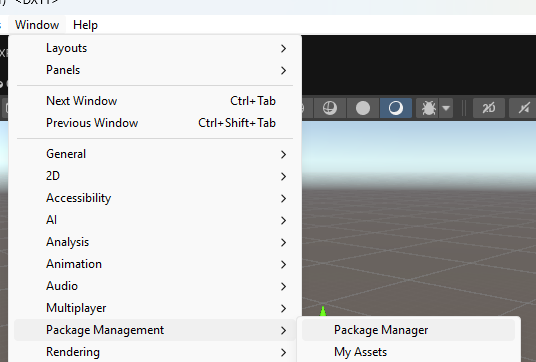 <DX11>
Window Help
Layouts
Panels
Next Window Ctrl+Tab
Previous Window Ctrl+Shift+Tab
General
2D
Accessibility
AI
Analysis
Animation
Audio
Multiplayer
Package Management
Package Manager
Rendering
My Assets